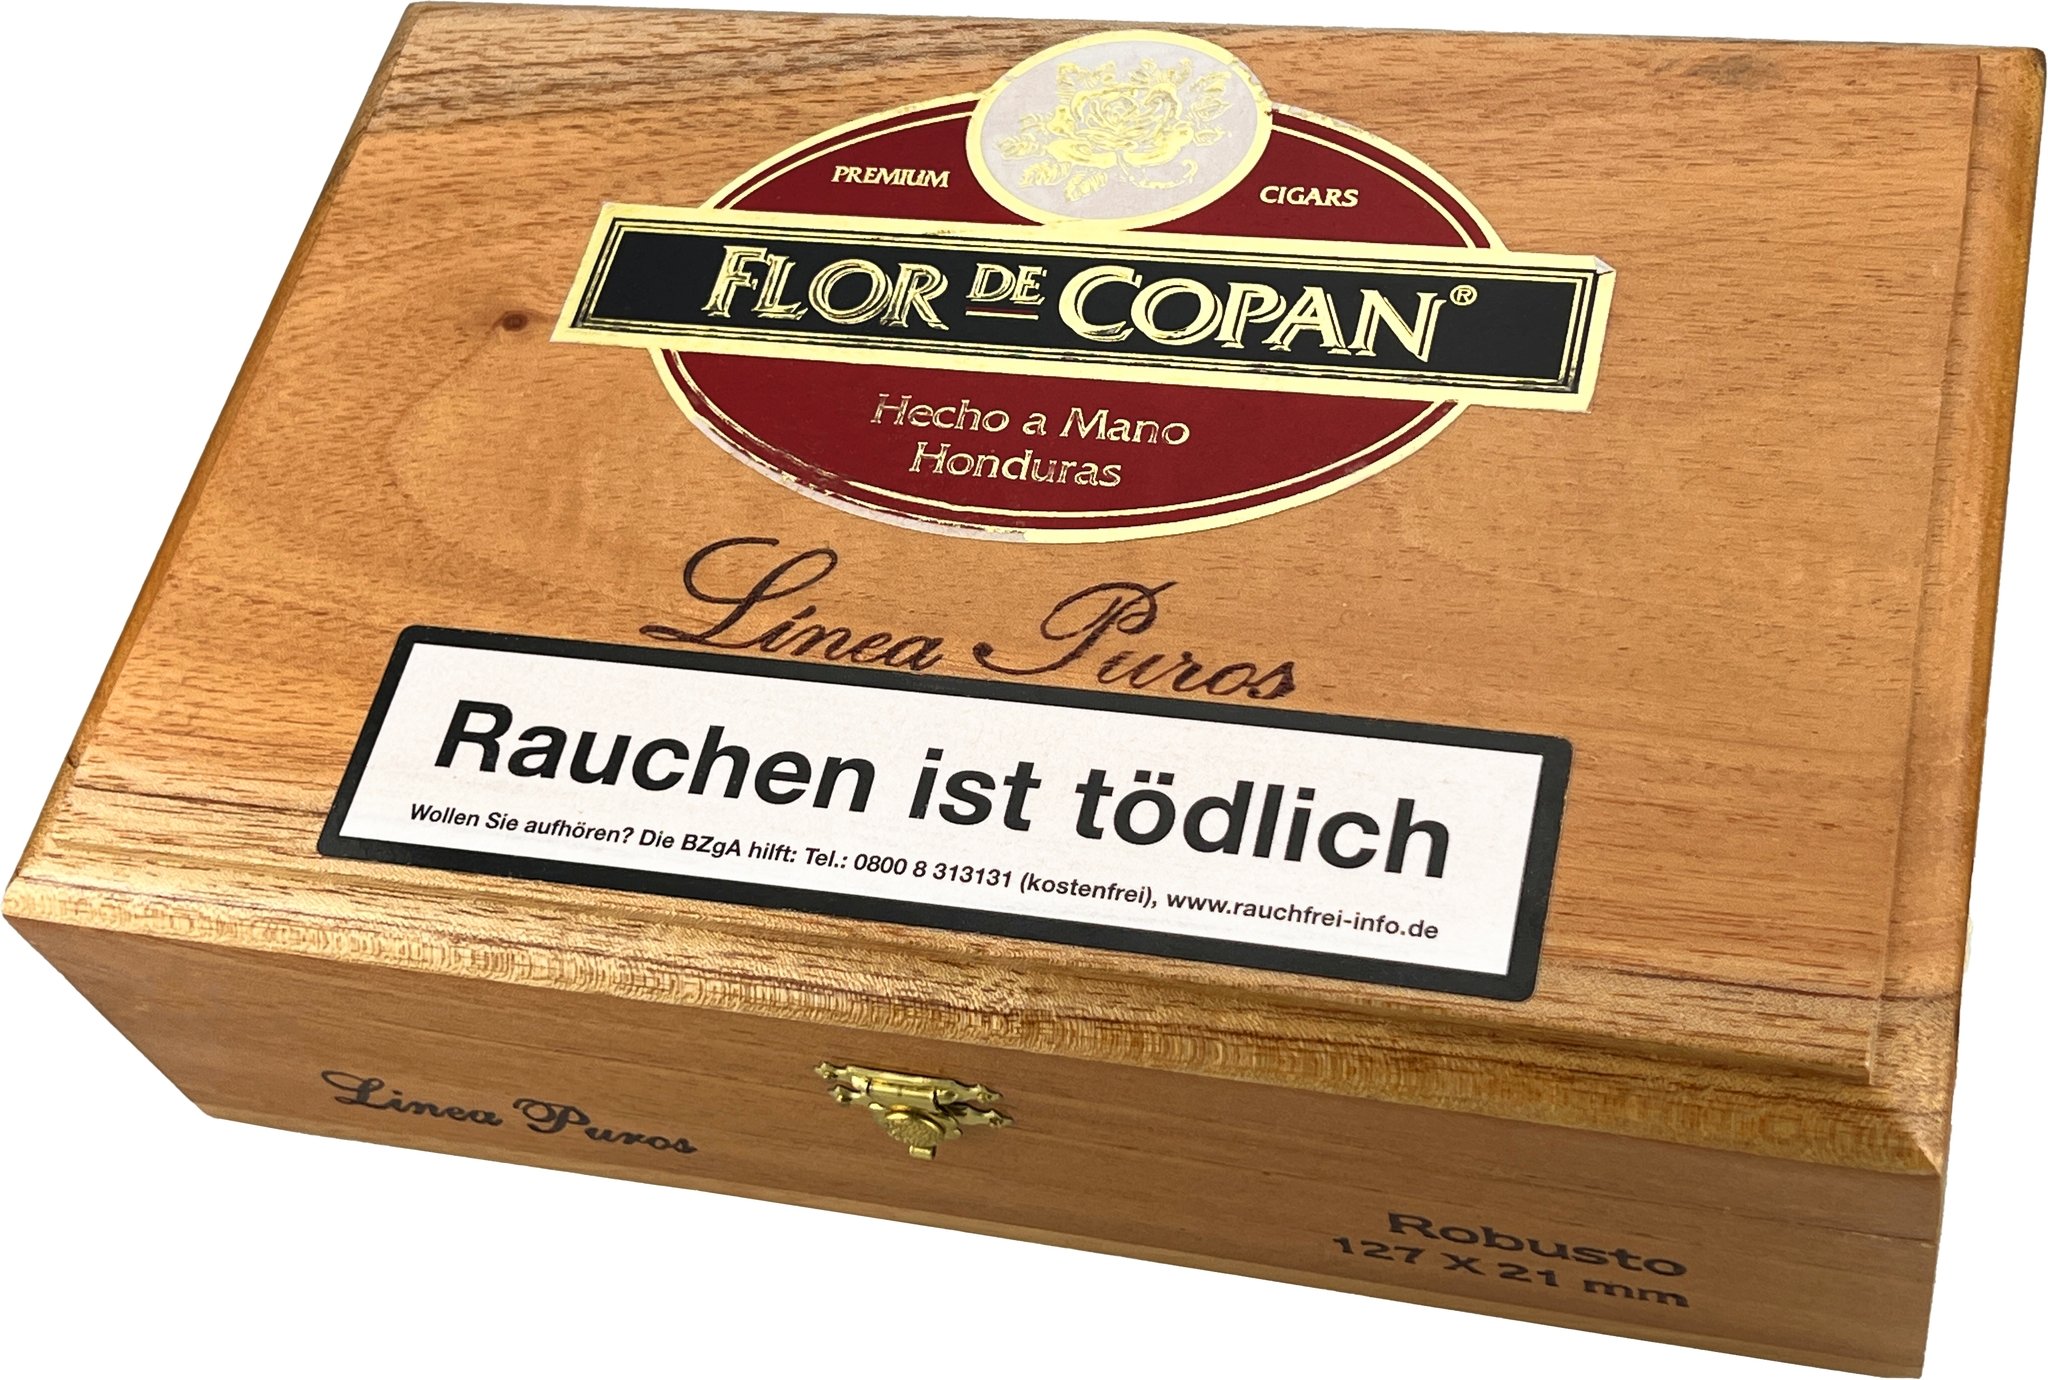 PREMIUM CIGARS
FLOR DE COPAN®
Hecho a Mano
Honduras
Línea Puros
Rauchen ist tödlich
Wollen Sie aufhören? Die BZgA hilft: Tel.: 0800 8 313131 (kostenfrei), www.rauchfrei-info.de
Linea Puros
Robusto
127 X 21 mm